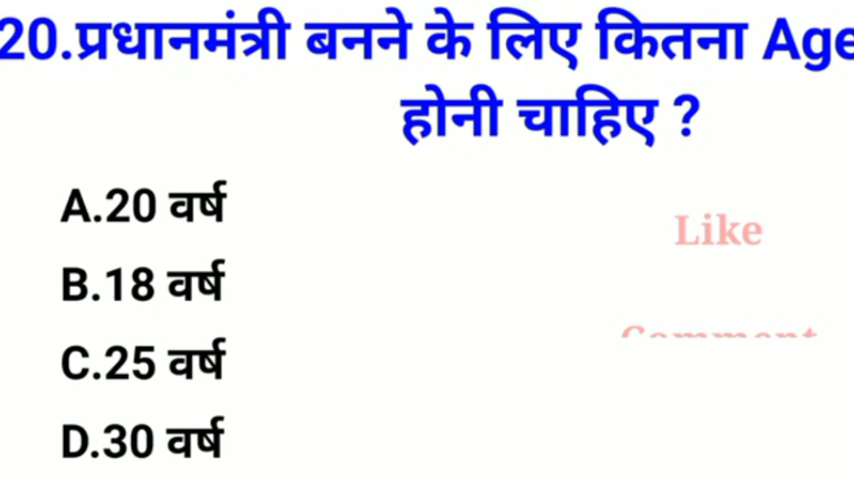 20.प्रधानमंत्री बनने के लिए कितना Age
होनी चाहिए ?
A.20 वर्ष
Like
B.18 वर्ष
C.25 वर्ष
D.30 वर्ष